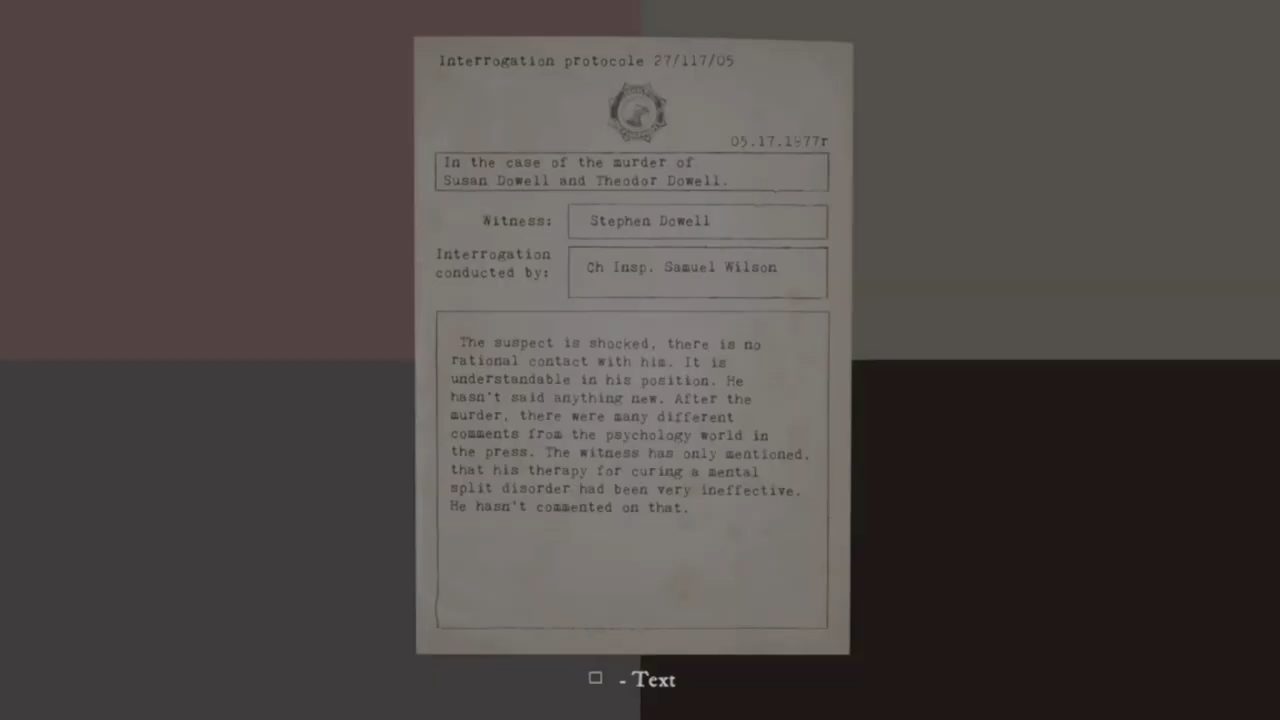 Interrogation protocole 27/117/05
05.17.1977r
In the case of the murder of
Susan Dowell and Theodor Dowell.
Witness: Stephen Dowell
Interrogation
conducted by: Ch Insp. Samuel Wilson
The suspect is shocked, there is no
rational contact with him. It is
understandable in his position. He
hasn't said anything new. After the
murder, there were many different
comments from the psychology world in
the press. The witness has only mentioned,
that his therapy for curing a mental
split disorder had been very ineffective.
He hasn't commented on that.
- Text